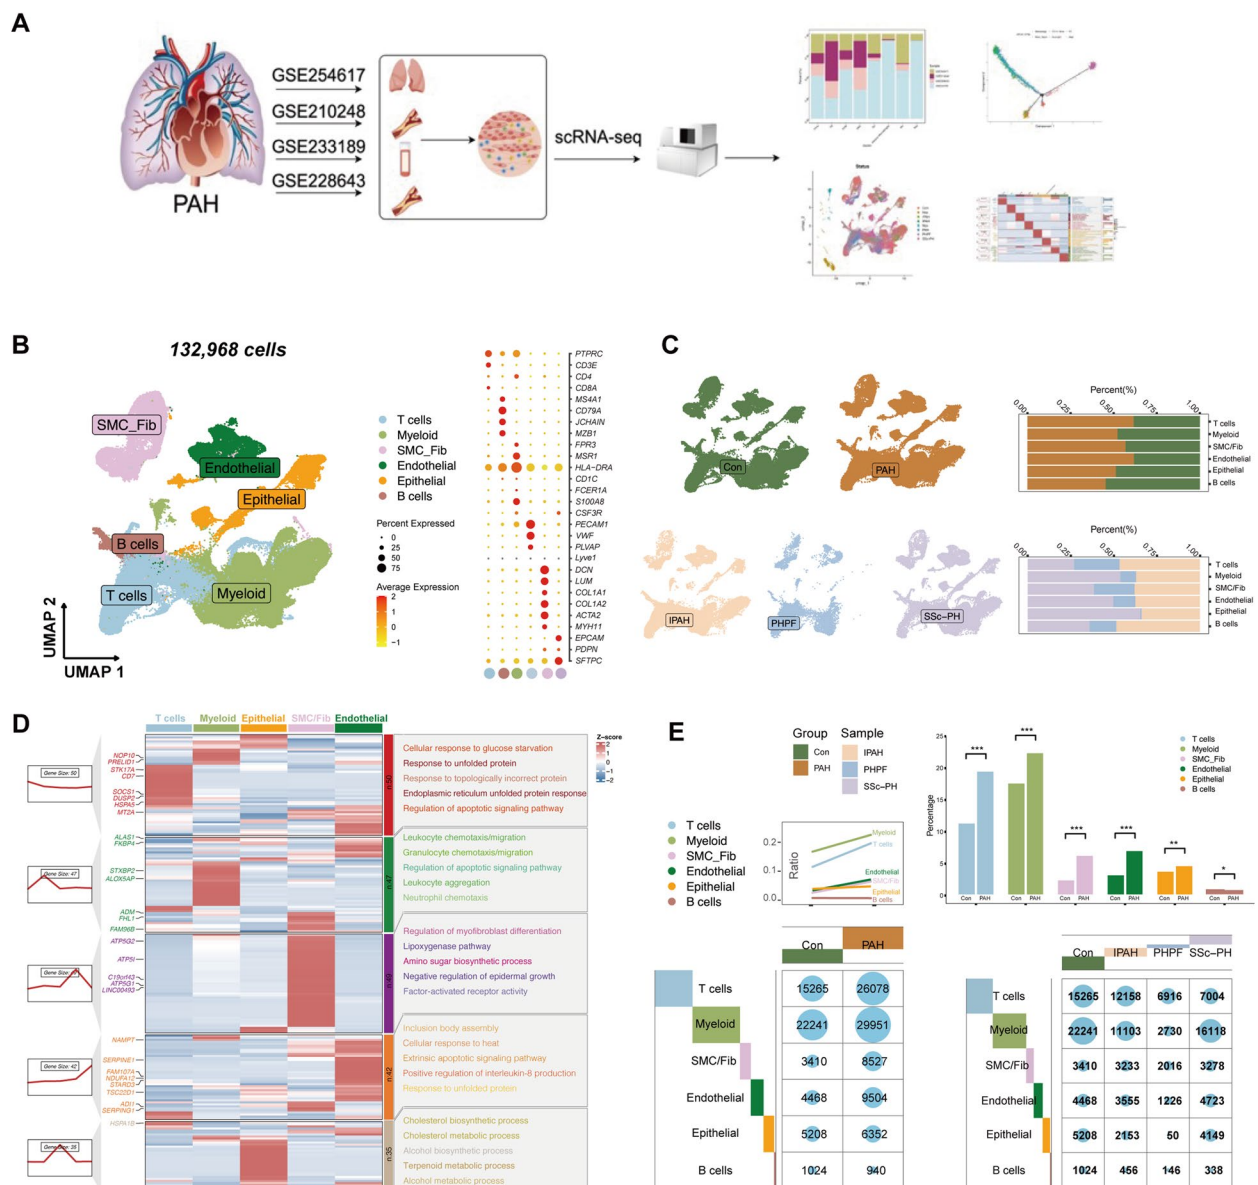 A
GSE254617
GSE210248
GSE233189
GSE228643
PAH
scRNA-seq
Status
B
132,968 cells
SMC_Fib
Endothelial
Epithelial
B cells
T cells
Myeloid
UMAP 2
UMAP 1
T cells
Myeloid
SMC_Fib
Endothelial
Epithelial
B cells
Percent Expressed
0
25
50
75
Average Expression
2
1
0
−1
PTPRC
CD3E
CD4
CD8A
MS4A1
CD79A
JCHAIN
MZB1
FPR3
MSR1
HLA−DRA
CD1C
FCER1A
S100A8
CSF3R
PECAM1
VWF
PLVAP
Lyve1
DCN
LUM
COL1A1
COL1A2
ACTA2
MYH11
EPCAM
PDPN
SFTPC
C
Con
PAH
Percent(%)
0.00 0.25 0.50 0.75 1.00
T cells
Myeloid
SMC/Fib
Endothelial
Epithelial
B cells
IPAH
PHPF
SSc−PH
Percent(%)
0.00 0.25 0.50 0.75 1.00
T cells
Myeloid
SMC/Fib
Endothelial
Epithelial
B cells
D
T cells Myeloid Epithelial SMC/Fib Endothelial
Z−score
2
1
0
−1
−2
Gene Size: 50
NOP10
PRELID1
STK17A
CD7
SOCS1
DUSP2
HSPA5
MT2A
n:50
Cellular response to glucose starvation
Response to unfolded protein
Response to topologically incorrect protein
Endoplasmic reticulum unfolded protein response
Regulation of apoptotic signaling pathway
Gene Size: 47
ALAS1
FKBP4
STXBP2
ALOX5AP
ADM
FHL1
FAM96B
n:47
Leukocyte chemotaxis/migration
Granulocyte chemotaxis/migration
Regulation of apoptotic signaling pathway
Leukocyte aggregation
Neutrophil chemotaxis
ATP5G2
ATP5I
C19orf43
ATP5G1
LINC00493
Regulation of myofibroblast differentiation
Lipoxygenase pathway
Amino sugar biosynthetic process
Negative regulation of epidermal growth
Factor-activated receptor activity
Gene Size: 42
NAMPT
SERPINE1
FAM107A
NDUFA12
STARD3
TSC22D1
ADI1
SERPING1
n:42
Inclusion body assembly
Cellular response to heat
Extrinsic apoptotic signaling pathway
Positive regulation of interleukin-8 production
Response to unfolded protein
Gene Size: 35
HSPA1B
n:35
Cholesterol biosynthetic process
Cholesterol metabolic process
Alcohol biosynthetic process
Terpenoid metabolic process
Alcohol metabolic process
E
Group
Con
PAH
Sample
IPAH
PHPF
SSc−PH
T cells
Myeloid
SMC_Fib
Endothelial
Epithelial
B cells
Ratio
0.2
0.1
0.0
Myeloid
T cells
Endothelial
SMC/Fib
Epithelial
B cells
Percentage
25
20
15
10
5
0
*** *** *** *** ** *
Con PAH Con PAH Con PAH Con PAH Con PAH Con PAH
T cells
Myeloid
SMC_Fib
Endothelial
Epithelial
B cells
Con PAH
T cells 15265 26078
Myeloid 22241 29951
SMC/Fib 3410 8527
Endothelial 4468 9504
Epithelial 5208 6352
B cells 1024 940
Con IPAH PHPF SSc−PH
T cells 15265 12158 6916 7004
Myeloid 22241 11103 2730 16118
SMC/Fib 3410 3233 2016 3278
Endothelial 4468 3555 1226 4723
Epithelial 5208 2153 50 4149
B cells 1024 456 146 338